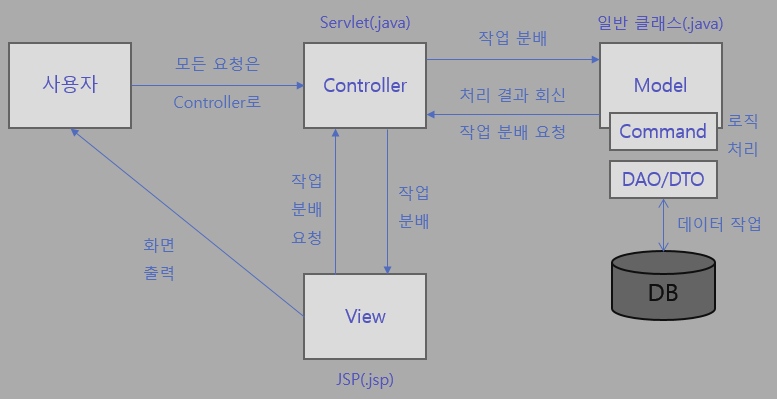 Servlet(.java)
일반 클래스(.java)
작업 분배
사용자
모든 요청은
Controller로
Controller
처리 결과 회신
작업 분배 요청
Model
Command
로직
처리
DAO/DTO
데이터 작업
DB
작업
분배
요청
작업
분배
화면
출력
View
JSP(.jsp)